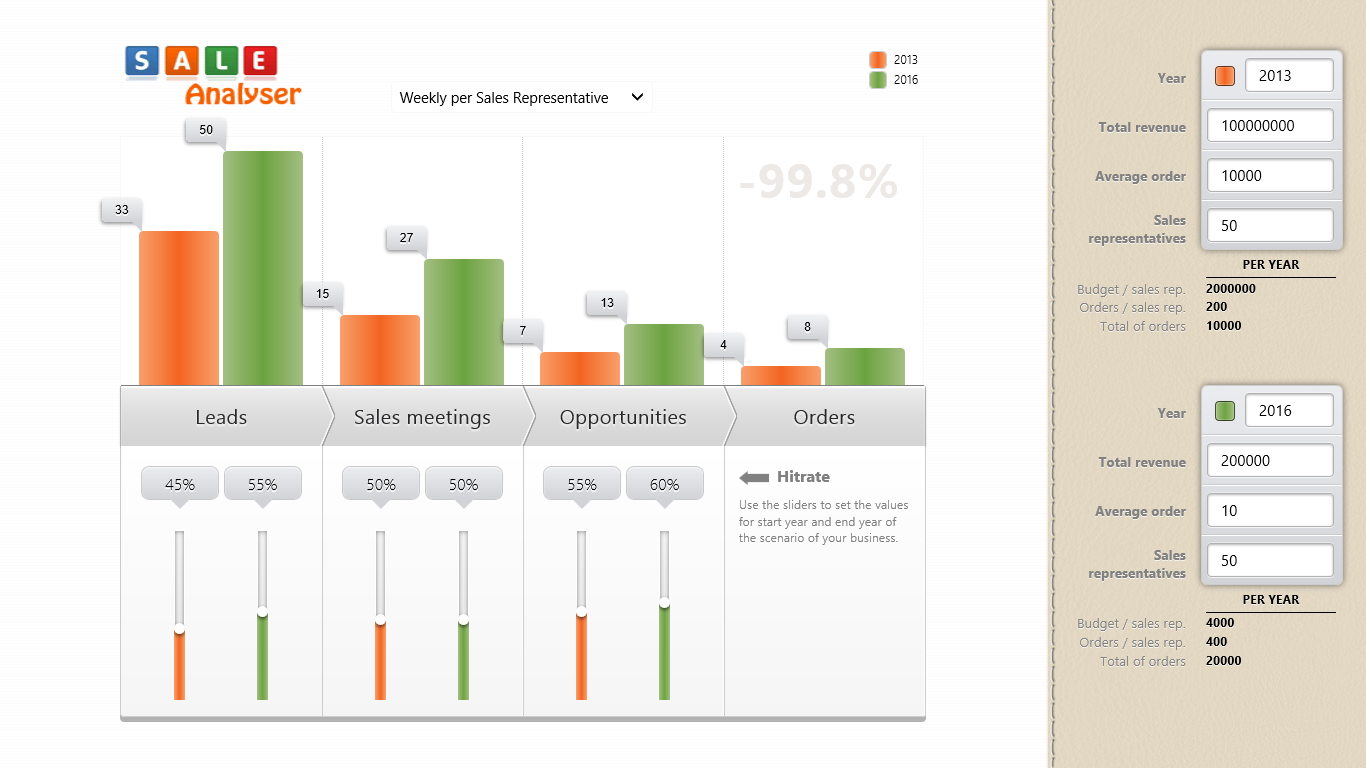 SALE
Analyser
Weekly per Sales Representative
2013
2016
-99.8%
50
33
27
15
13
7
8
4
Leads
Sales meetings
Opportunities
Orders
45%
55%
50%
50%
55%
60%
Hitrate
Use the sliders to set the values
for start year and end year of
the scenario of your business.
Year
2013
Total revenue
100000000
Average order
10000
Sales
representatives
50
PER YEAR
Budget / sales rep.
2000000
Orders / sales rep.
200
Total of orders
10000
Year
2016
Total revenue
200000
Average order
10
Sales
representatives
50
PER YEAR
Budget / sales rep.
4000
Orders / sales rep.
400
Total of orders
20000